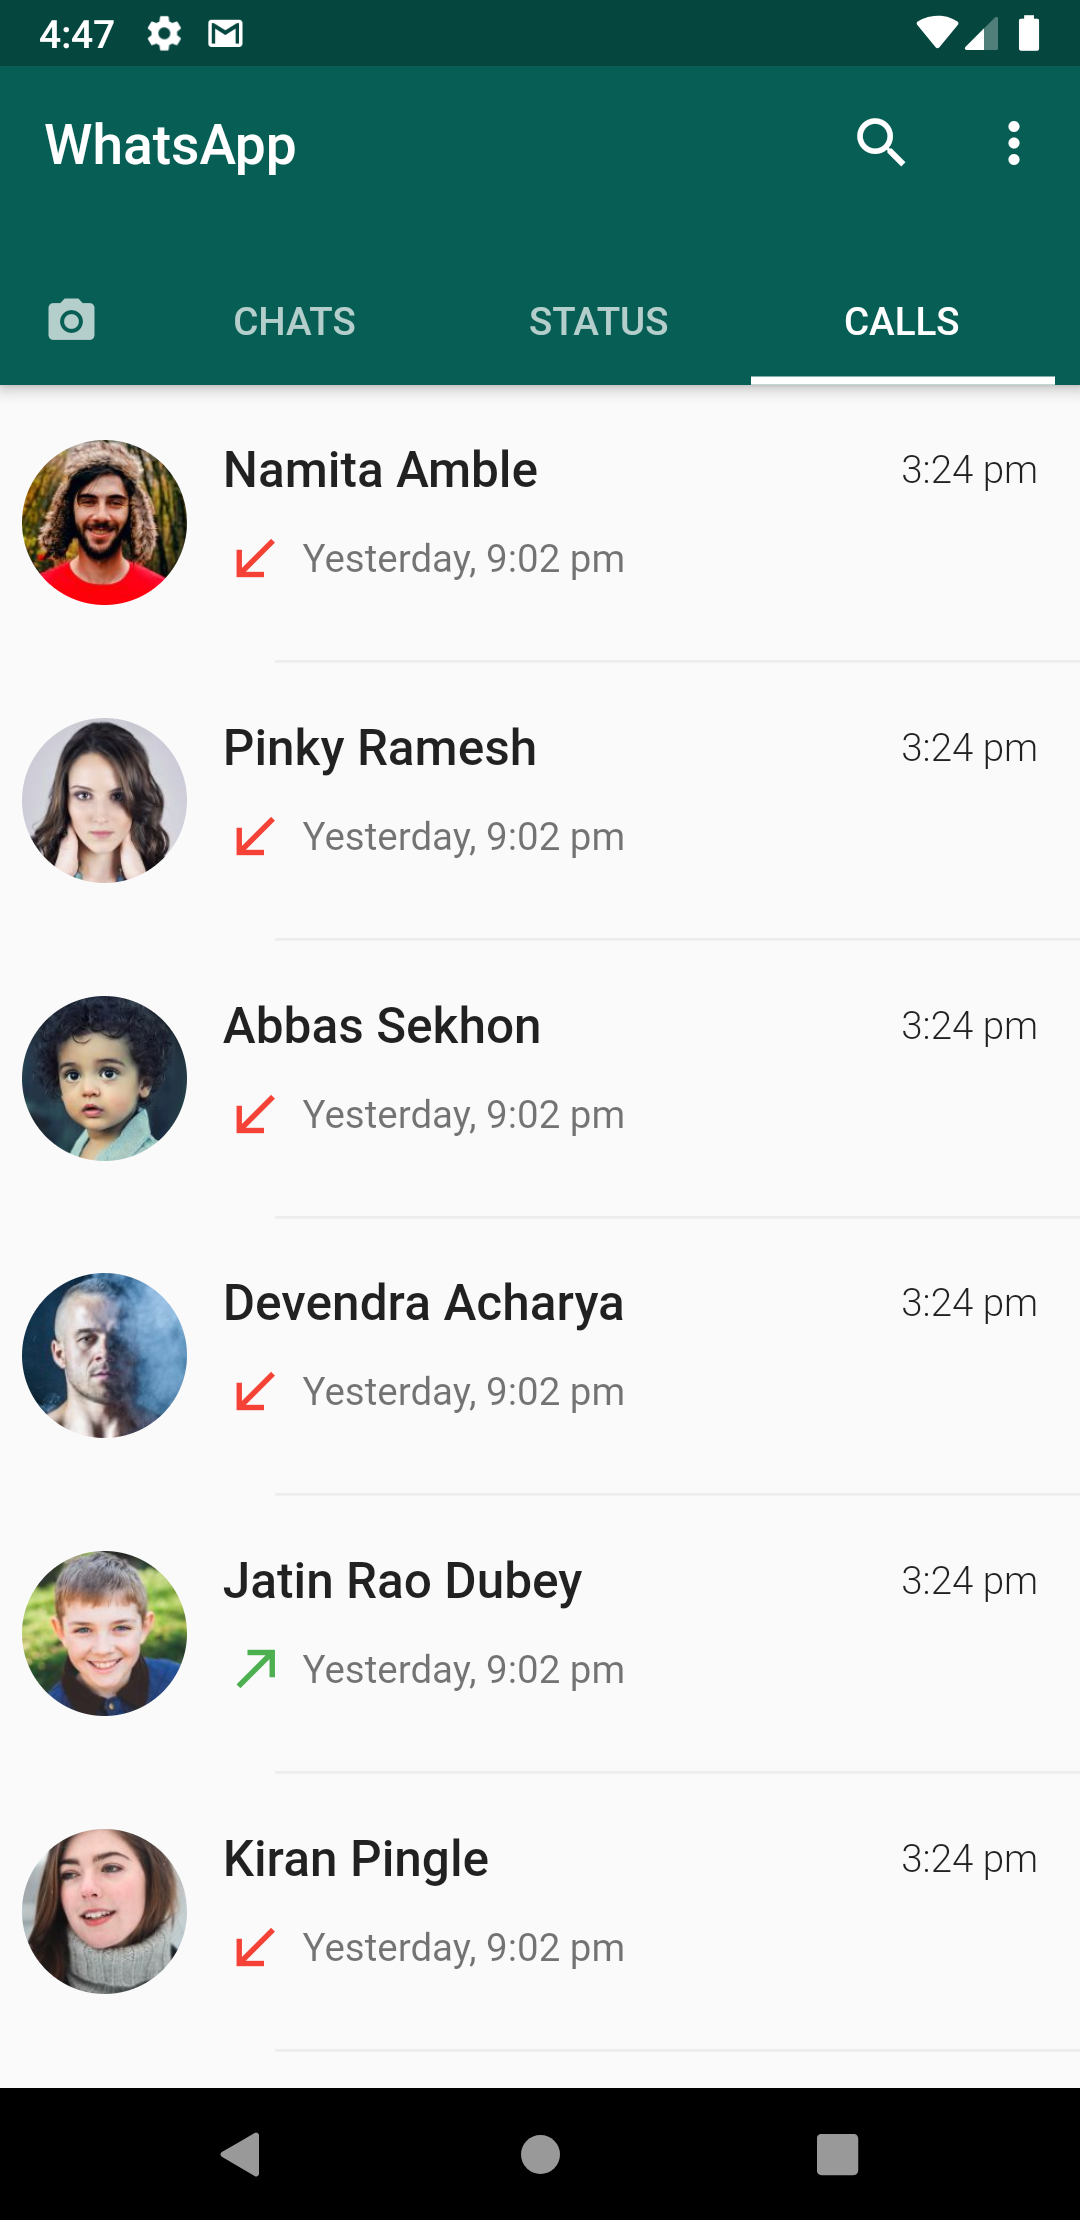 4:47
WhatsApp
CHATS STATUS CALLS
Namita Amble 3:24 pm
Yesterday, 9:02 pm
Pinky Ramesh 3:24 pm
Yesterday, 9:02 pm
Abbas Sekhon 3:24 pm
Yesterday, 9:02 pm
Devendra Acharya 3:24 pm
Yesterday, 9:02 pm
Jatin Rao Dubey 3:24 pm
Yesterday, 9:02 pm
Kiran Pingle 3:24 pm
Yesterday, 9:02 pm